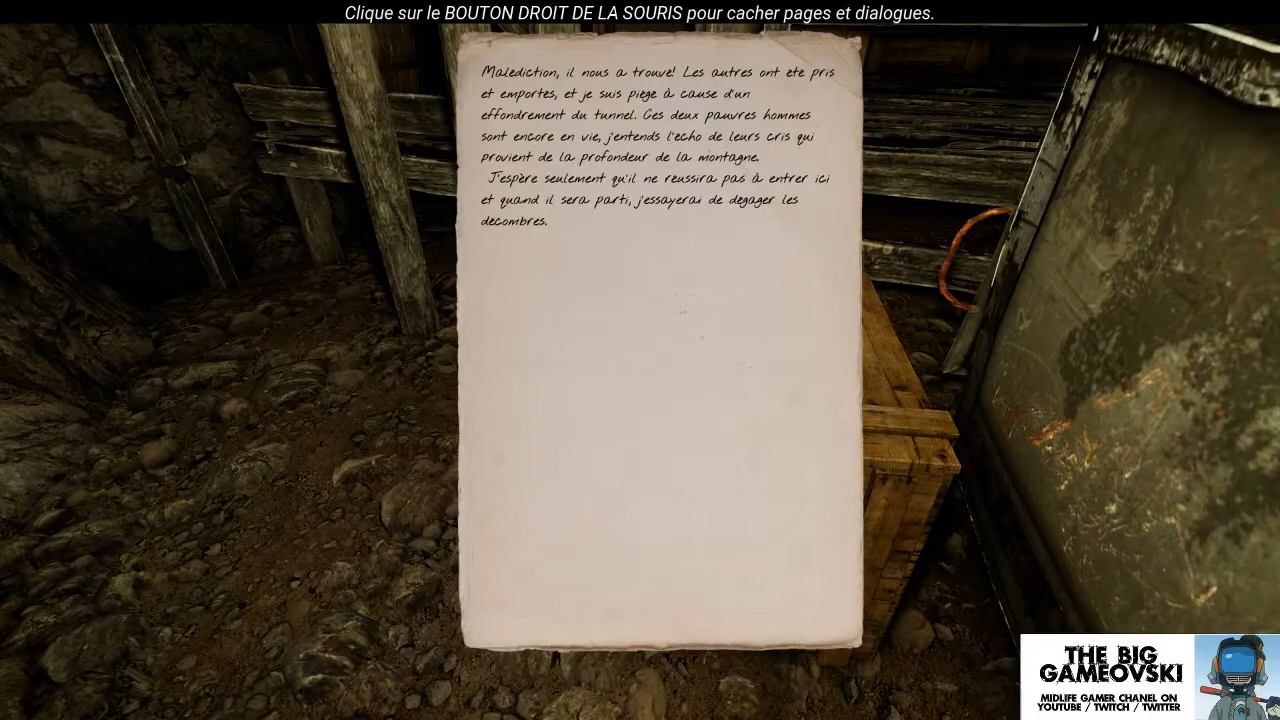 Clique sur le BOUTON DROIT DE LA SOURIS pour cacher pages et dialogues.
Malediction, il nous a trouve! Les autres ont ete pris
et emportes, et je suis piege à cause d'un
effondrement du tunnel. Ces deux pauvres hommes
sont encore en vie, j'entends l'echo de leurs cris qui
provient de la profondeur de la montagne.
J'espère seulement qu'il ne reussira pas à entrer ici
et quand il sera parti, j'essayerai de degager les
decombres.
THE BIG
GAMEOVSKI
MIDLIFE GAMER CHANEL ON
YOUTUBE / TWITCH / TWITTER